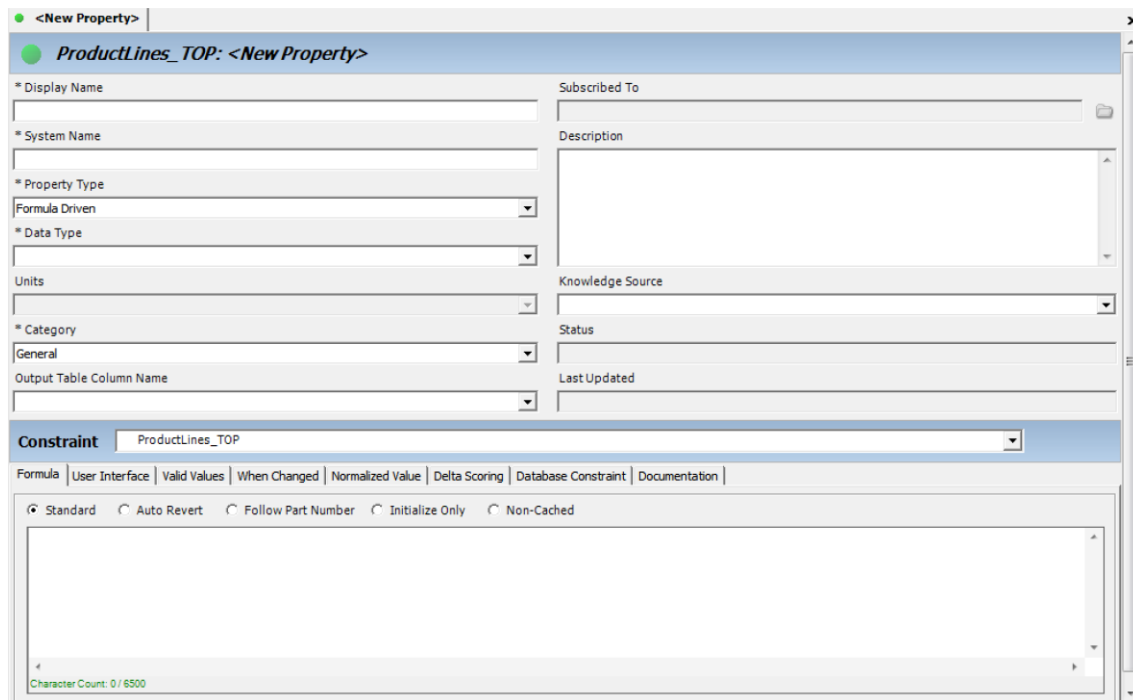 <New Property>
x
ProductLines_TOP: <New Property>
* Display Name
Subscribed To
* System Name
Description
* Property Type
Formula Driven
* Data Type
Units
Knowledge Source
* Category
Status
General
Output Table Column Name
Last Updated
Constraint
ProductLines_TOP
Formula User Interface Valid Values When Changed Normalized Value Delta Scoring Database Constraint Documentation
Standard Auto Revert Follow Part Number Initialize Only Non-Cached
Character Count: 0 / 6500